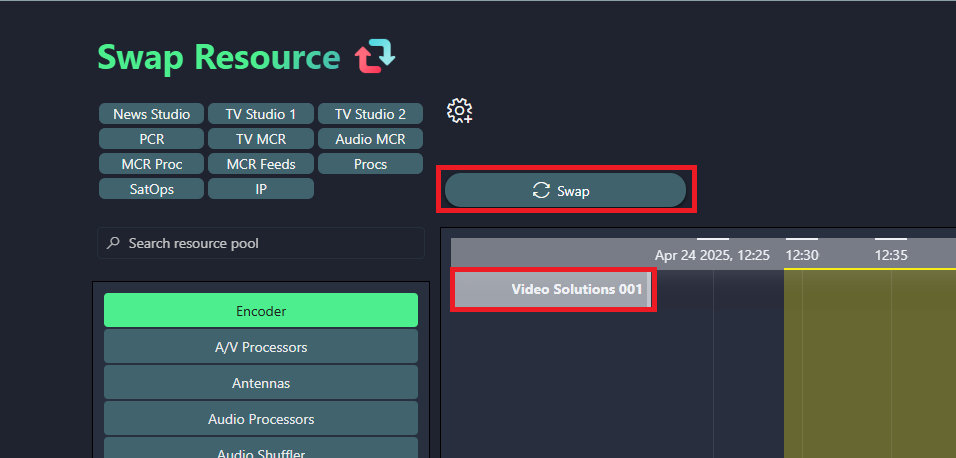 Swap Resource
News Studio TV Studio 1 TV Studio 2
PCR TV MCR Audio MCR
MCR Proc MCR Feeds Procs
SatOps IP
Swap
Search resource pool
Apr 24 2025, 12:25 12:30 12:35
Video Solutions 001
Encoder
A/V Processors
Antennas
Audio Processors
Audio Shuffler